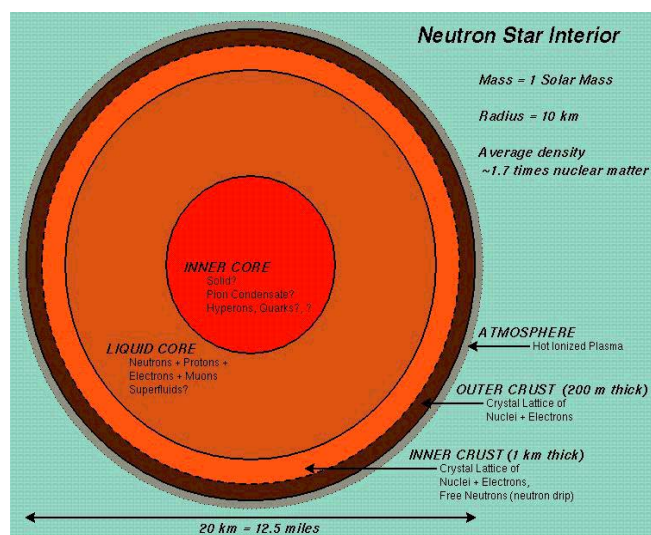 Neutron Star Interior
Mass = 1 Solar Mass
Radius = 10 km
Average density
~1.7 times nuclear matter
INNER CORE
Solid?
Pion Condensate?
Hyperons, Quarks?, ?
LIQUID CORE
Neutrons + Protons +
Electrons + Muons
Superfluids?
ATMOSPHERE
Hot Ionized Plasma
OUTER CRUST (200 m thick)
Crystal Lattice of
Nuclei + Electrons
INNER CRUST (1 km thick)
Crystal Lattice of
Nuclei + Electrons,
Free Neutrons (neutron drip)
20 km = 12.5 miles